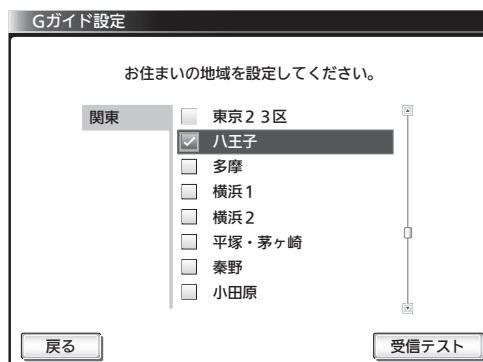 Gガイド設定
お住まいの地域を設定してください。
関東
東京23区
八王子
多摩
横浜1
横浜2
平塚・茅ヶ崎
秦野
小田原
戻る
受信テスト